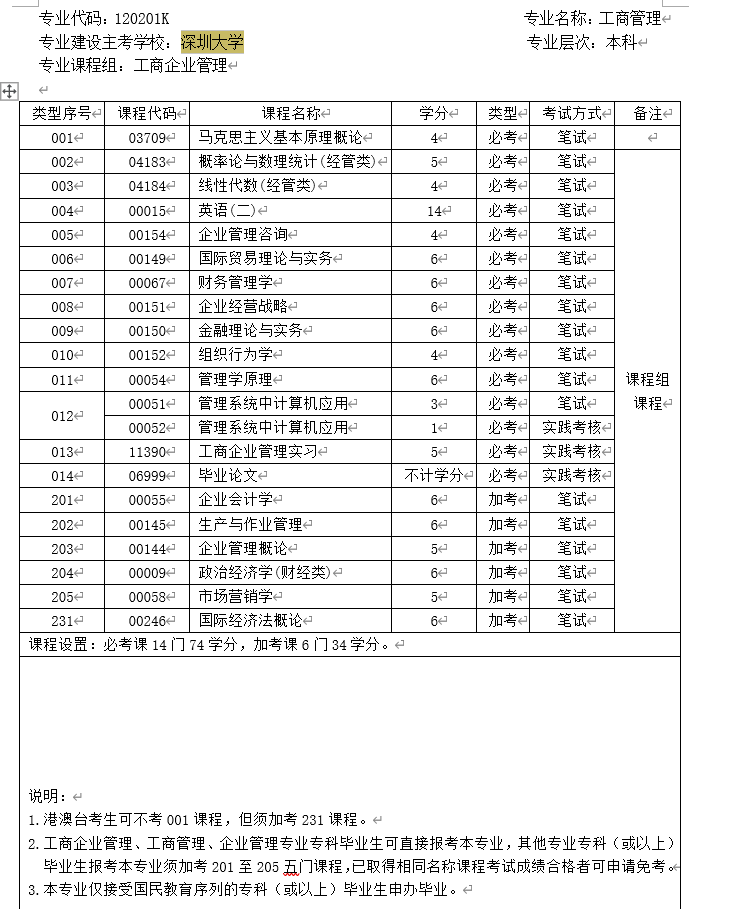 专业代码：120201K 专业名称：工商管理
专业建设主考学校：深圳大学 专业层次：本科
专业课程组：工商企业管理
类型序号 课程代码 课程名称 学分 类型 考试方式 备注
001 03709 马克思主义基本原理概论 4 必考 笔试
002 04183 概率论与数理统计(经管类) 5 必考 笔试
003 04184 线性代数(经管类) 4 必考 笔试
004 00015 英语(二) 14 必考 笔试
005 00154 企业管理咨询 4 必考 笔试
006 00149 国际贸易理论与实务 6 必考 笔试
007 00067 财务管理学 6 必考 笔试
008 00151 企业经营战略 6 必考 笔试
009 00150 金融理论与实务 6 必考 笔试
010 00152 组织行为学 4 必考 笔试
011 00054 管理学原理 6 必考 笔试 课程组
012 00051 管理系统中计算机应用 3 必考 笔试 课程
00052 管理系统中计算机应用 1 必考 实践考核
013 11390 工商企业管理实习 5 必考 实践考核
014 06999 毕业论文 不计学分 必考 实践考核
201 00055 企业会计学 6 加考 笔试
202 00145 生产与作业管理 6 加考 笔试
203 00144 企业管理概论 5 加考 笔试
204 00009 政治经济学(财经类) 6 加考 笔试
205 00058 市场营销学 5 加考 笔试
231 00246 国际经济法概论 6 加考 笔试
课程设置：必考课 14 门 74 学分，加考课 6 门 34 学分。
说明：
1. 港澳台考生可不考 001 课程，但须加考 231 课程。
2. 工商企业管理、工商管理、企业管理专业专科毕业生可直接报考本专业，其他专业专科（或以上）
毕业生报考本专业须加考 201 至 205 五门课程,已取得相同名称课程考试成绩合格者可申请免考。
3. 本专业仅接受国民教育序列的专科（或以上）毕业生申办毕业。